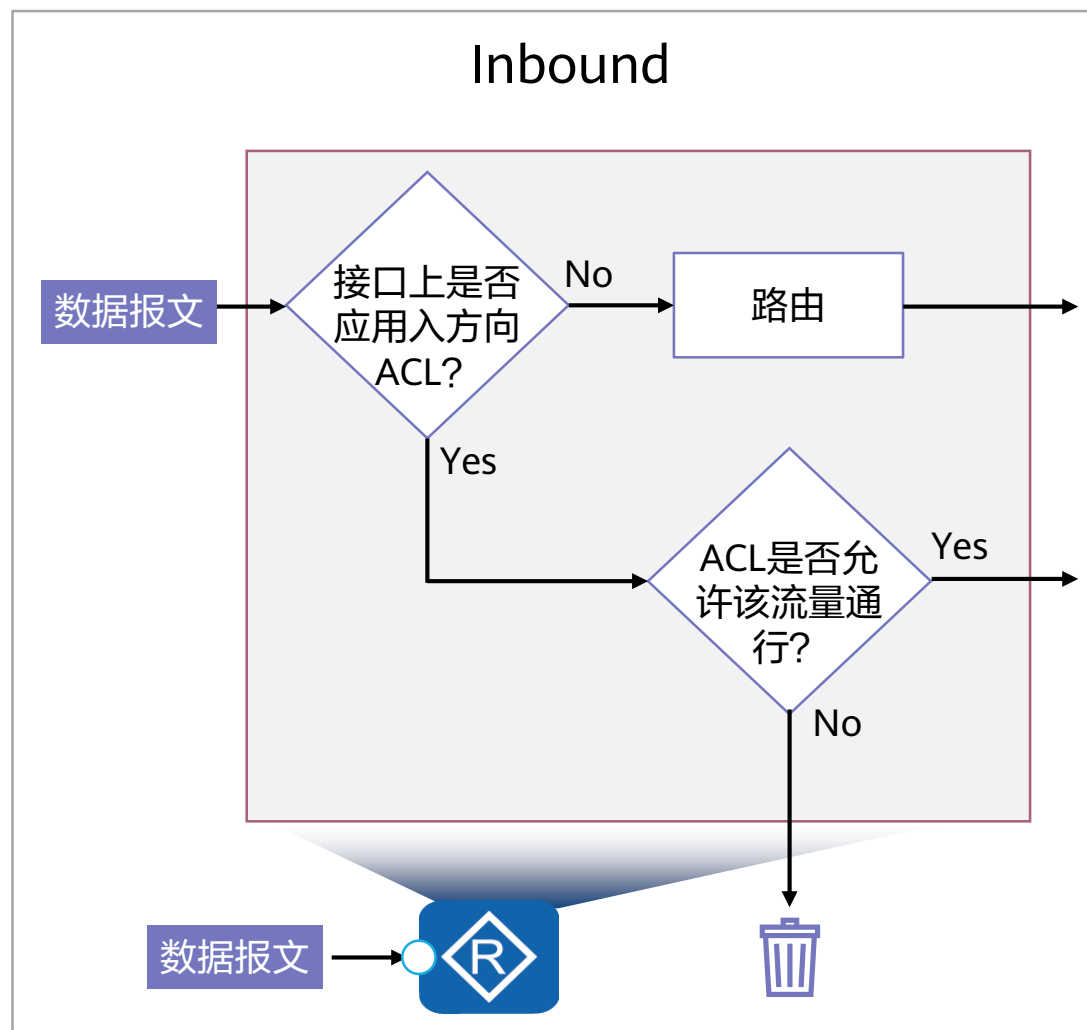 Inbound
数据报文
接口上是否
应用入方向
ACL?
No
路由
Yes
ACL是否允
许该流量通
行?
Yes
No
数据报文
R